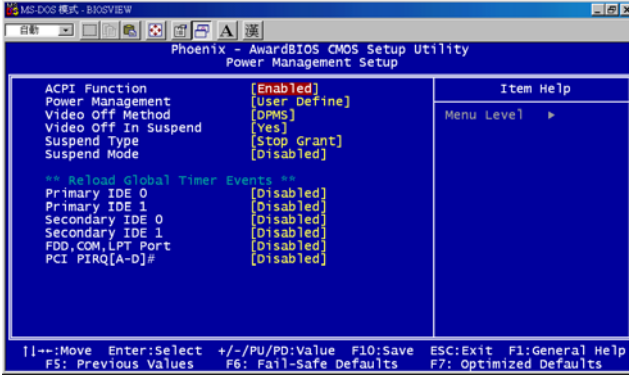 MS-DOS 模式 - BIOSVIEW
自動
A 漢
Phoenix - AwardBIOS CMOS Setup Utility
Power Management Setup
ACPI Function [Enabled]
Power Management [User Define]
Video Off Method [DPMS]
Video Off In Suspend [Yes]
Suspend Type [Stop Grant]
Suspend Mode [Disabled]
** Reload Global Timer Events **
Primary IDE 0 [Disabled]
Primary IDE 1 [Disabled]
Secondary IDE 0 [Disabled]
Secondary IDE 1 [Disabled]
FDD,COM,LPT Port [Disabled]
PCI PIRQ[A-D]# [Disabled]
Item Help
Menu Level ►
↑↓→←:Move Enter:Select +/-/PU/PD:Value F10:Save ESC:Exit F1:General Help
F5: Previous Values F6: Fail-Safe Defaults F7: Optimized Defaults